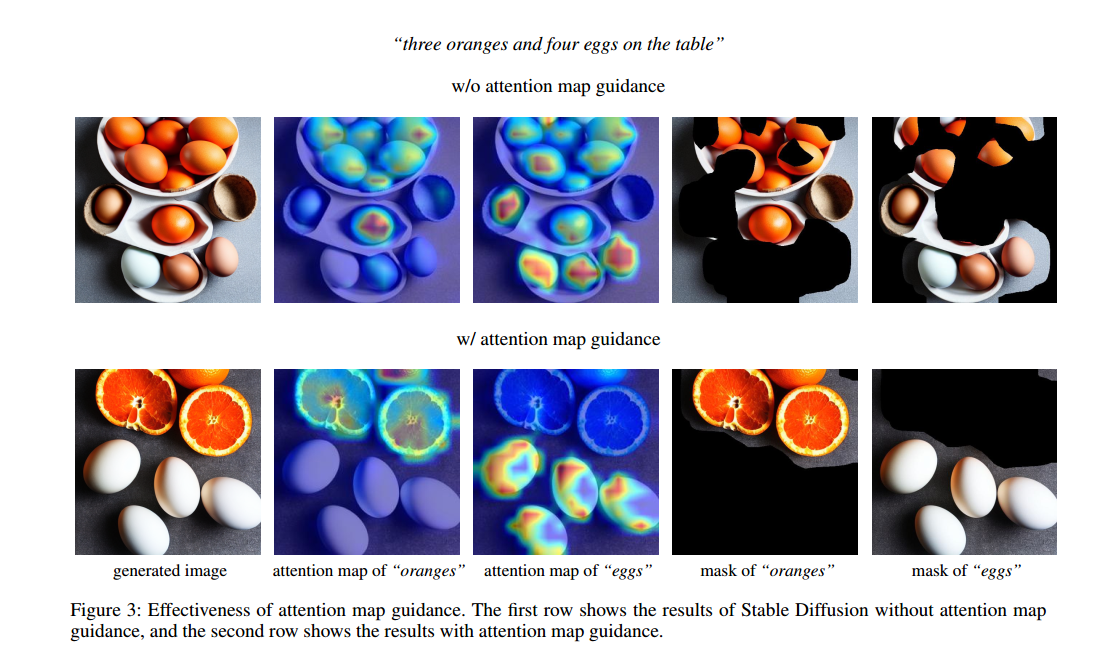 “three oranges and four eggs on the table”
w/o attention map guidance
w/ attention map guidance
generated image
attention map of “oranges”
attention map of “eggs”
mask of “oranges”
mask of “eggs”
Figure 3: Effectiveness of attention map guidance. The first row shows the results of Stable Diffusion without attention map
guidance, and the second row shows the results with attention map guidance.